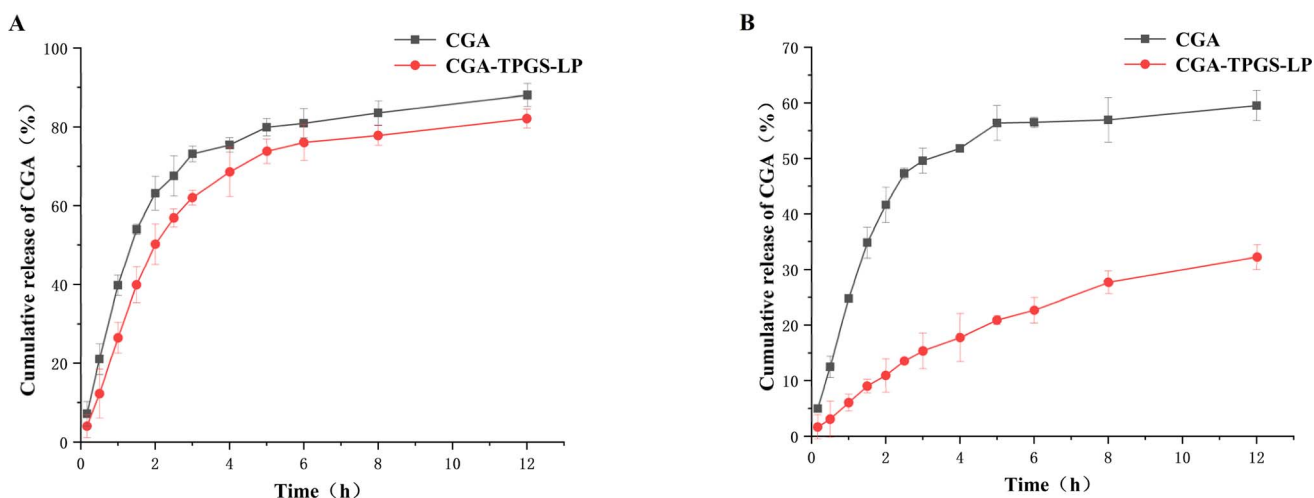 A
CGA
CGA-TPGS-LP
Cumulative release of CGA (%)
100
80
60
40
20
0
0 2 4 6 8 10 12
Time (h)
B
CGA
CGA-TPGS-LP
Cumulative release of CGA (%)
70
60
50
40
30
20
10
0
0 2 4 6 8 10 12
Time (h)